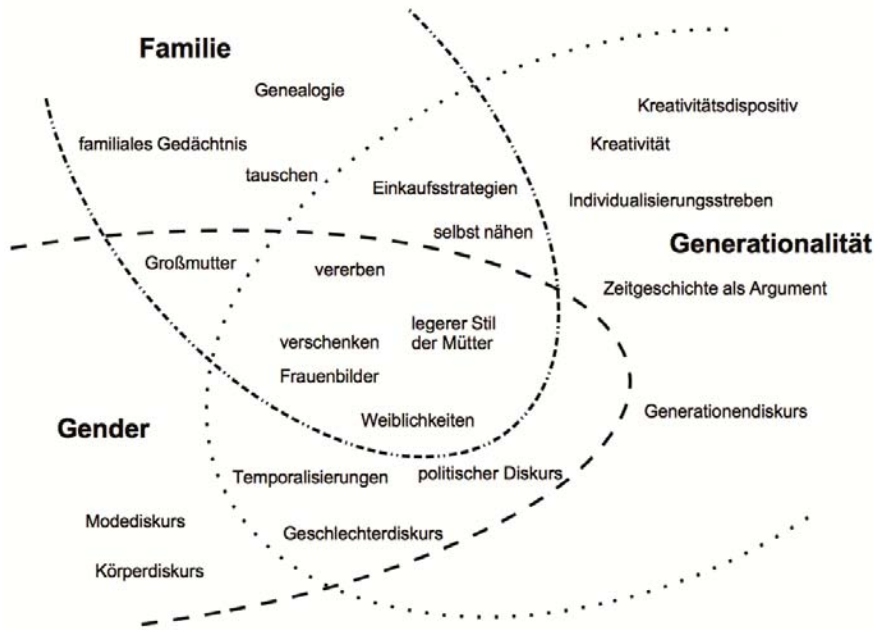 Familie
Genealogie
Kreativitätsdispositiv
familiales Gedächtnis
Kreativität
tauschen
Einkaufsstrategien
Individualisierungsstreben
selbst nähen
Generationalität
Großmutter
vererben
Zeitgeschichte als Argument
legerer Stil
der Mütter
verschenken
Frauenbilder
Generationendiskurs
Weiblichkeiten
Gender
Temporalisierungen
politischer Diskurs
Modediskurs
Geschlechterdiskurs
Körperdiskurs